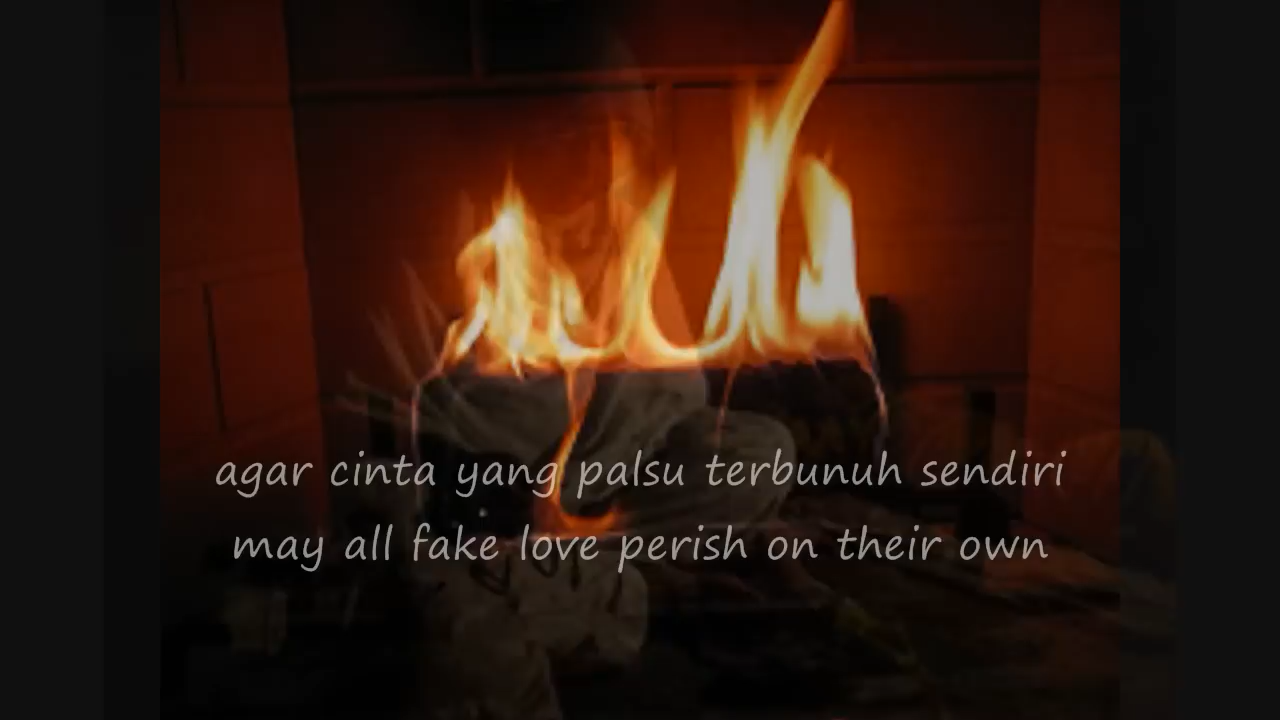 agar cinta yang palsu terbunuh sendiri
may all fake love perish on their own